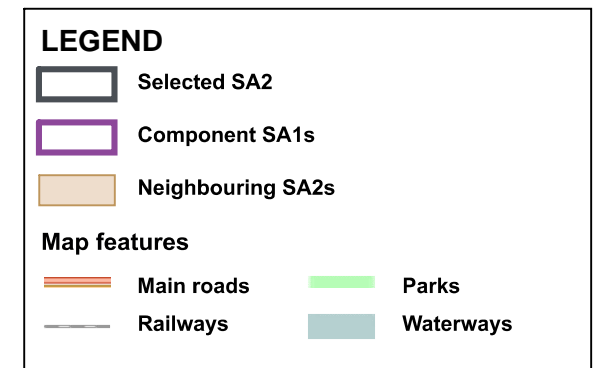 LEGEND
Selected SA2
Component SA1s
Neighbouring SA2s
Map features
Main roads
Parks
Railways
Waterways